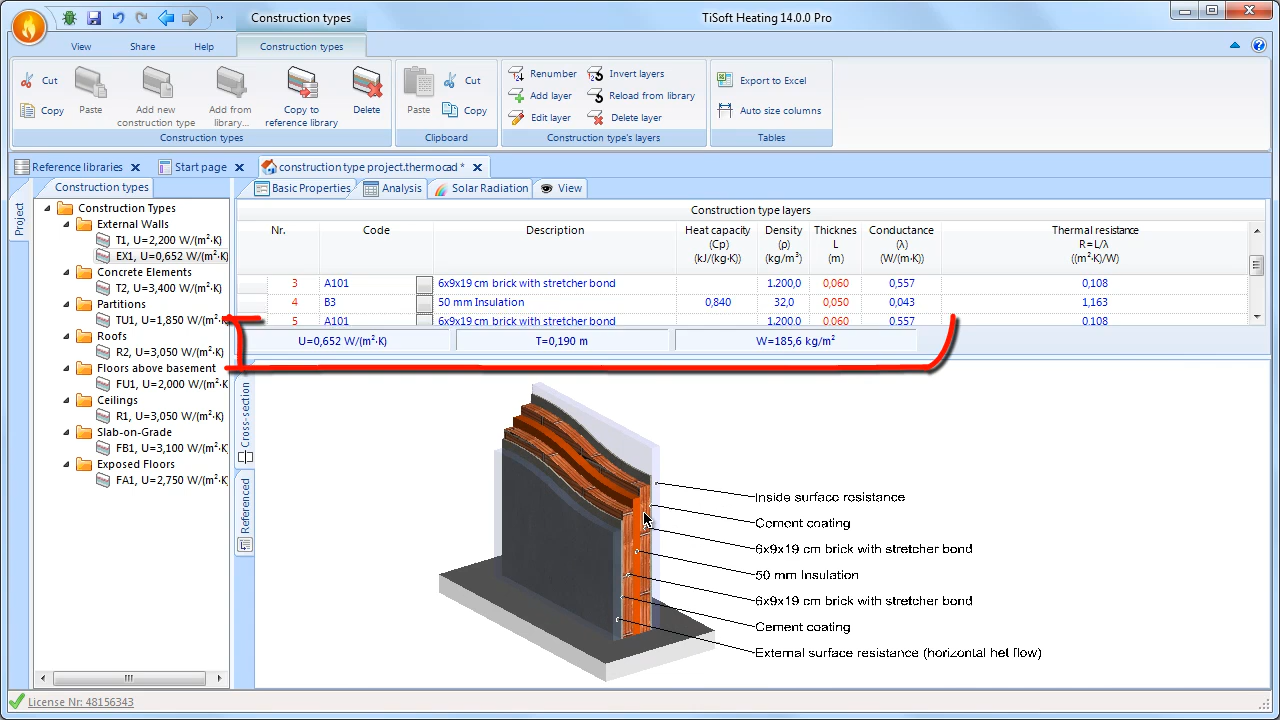 Construction types
TiSoft Heating 14.0.0 Pro
View Share Help Construction types
Cut
Copy
Paste
Add new construction type
Add from library...
Copy to reference library
Delete
Construction types
Paste
Cut
Copy
Clipboard
Renumber
Add layer
Edit layer
Invert layers
Reload from library
Delete layer
Construction type's layers
Export to Excel
Auto size columns
Tables
Reference libraries Start page construction type project.thermocad *
Project
Construction types
Construction Types
External Walls
T1, U=2,200 W/(m²·K)
EX1, U=0,652 W/(m²·K)
Concrete Elements
T2, U=3,400 W/(m²·K)
Partitions
TU1, U=1,850 W/(m²·K)
Roofs
R2, U=3,050 W/(m²·K)
Floors above basement
FU1, U=2,000 W/(m²·K)
Ceilings
R1, U=3,050 W/(m²·K)
Slab-on-Grade
FB1, U=3,100 W/(m²·K)
Exposed Floors
FA1, U=2,750 W/(m²·K)
Basic Properties Analysis Solar Radiation View
Construction type layers
Nr. Code Description Heat capacity (Cp) (kJ/(kg·K)) Density (ρ) (kg/m³) Thicknes L (m) Conductance (λ) (W/(m·K)) Thermal resistance R=L/λ ((m²·K)/W)
3 A101 6x9x19 cm brick with stretcher bond 1.200,0 0,060 0,557 0,108
4 B3 50 mm Insulation 0,840 32,0 0,050 0,043 1,163
5 A101 6x9x19 cm brick with stretcher bond 1.200,0 0,060 0,557 0,108
U=0,652 W/(m²·K) T=0,190 m W=185,6 kg/m²
Cross-section
Referenced
Inside surface rosistance
Cement coating
6x9x19 cm brick with stretcher bond
50 mm Insulation
6x9x19 cm brick with stretcher bond
Cement coating
External surface resistance (horizontal het flow)
License Nr: 48156343